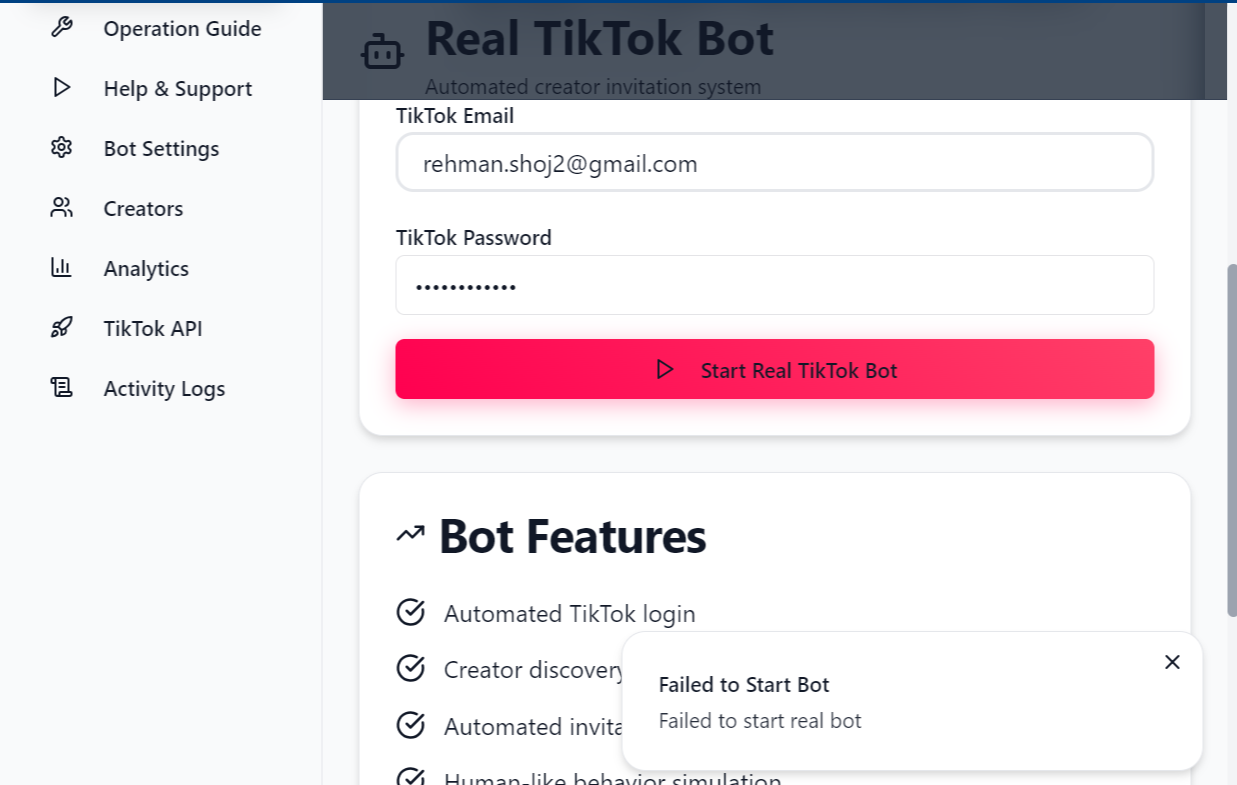 Operation Guide
Help & Support
Bot Settings
Creators
Analytics
TikTok API
Activity Logs
Real TikTok Bot
Automated creator invitation system
TikTok Email
rehman.shoj2@gmail.com
TikTok Password
••••••••••••
Start Real TikTok Bot
Bot Features
Automated TikTok login
Creator discovery
Automated invita
Human-like behavior simulation
Failed to Start Bot
Failed to start real bot